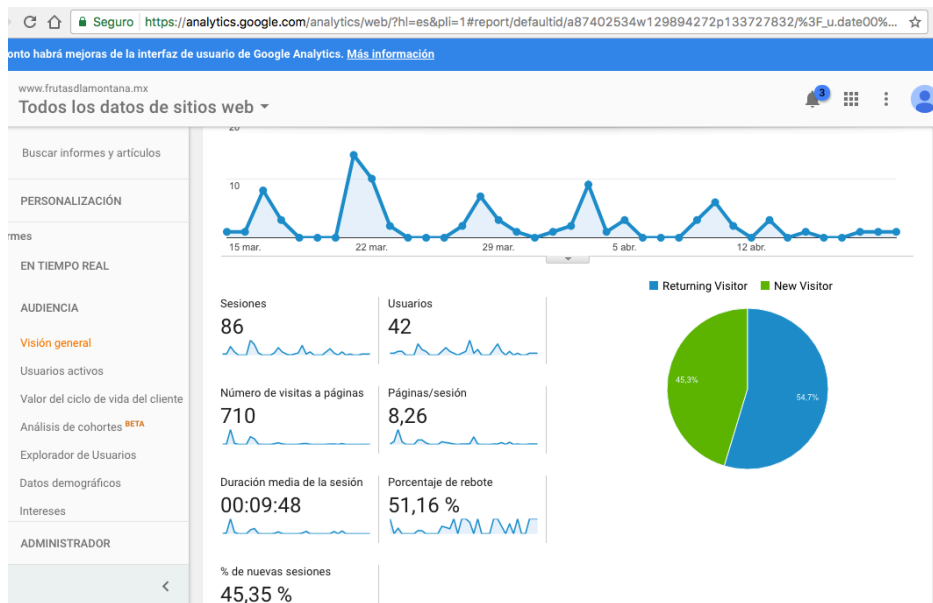 Seguro https://analytics.google.com/analytics/web/?hl=es&pli=1#report/defaultid/a87402534w129894272p133727832/%3F_u.date00%...
onto habrá mejoras de la interfaz de usuario de Google Analytics. Más información
www.frutasdlamontana.mx
Todos los datos de sitios web
3
Buscar informes y artículos
PERSONALIZACIÓN
rmes
EN TIEMPO REAL
AUDIENCIA
Visión general
Usuarios activos
Valor del ciclo de vida del cliente
Análisis de cohortes BETA
Explorador de Usuarios
Datos demográficos
Intereses
ADMINISTRADOR
20
10
15 mar. 22 mar. 29 mar. 5 abr. 12 abr.
Returning Visitor New Visitor
45,3%
54,7%
Sesiones
86
Usuarios
42
Número de visitas a páginas
710
Páginas/sesión
8,26
Duración media de la sesión
00:09:48
Porcentaje de rebote
51,16 %
% de nuevas sesiones
45,35 %